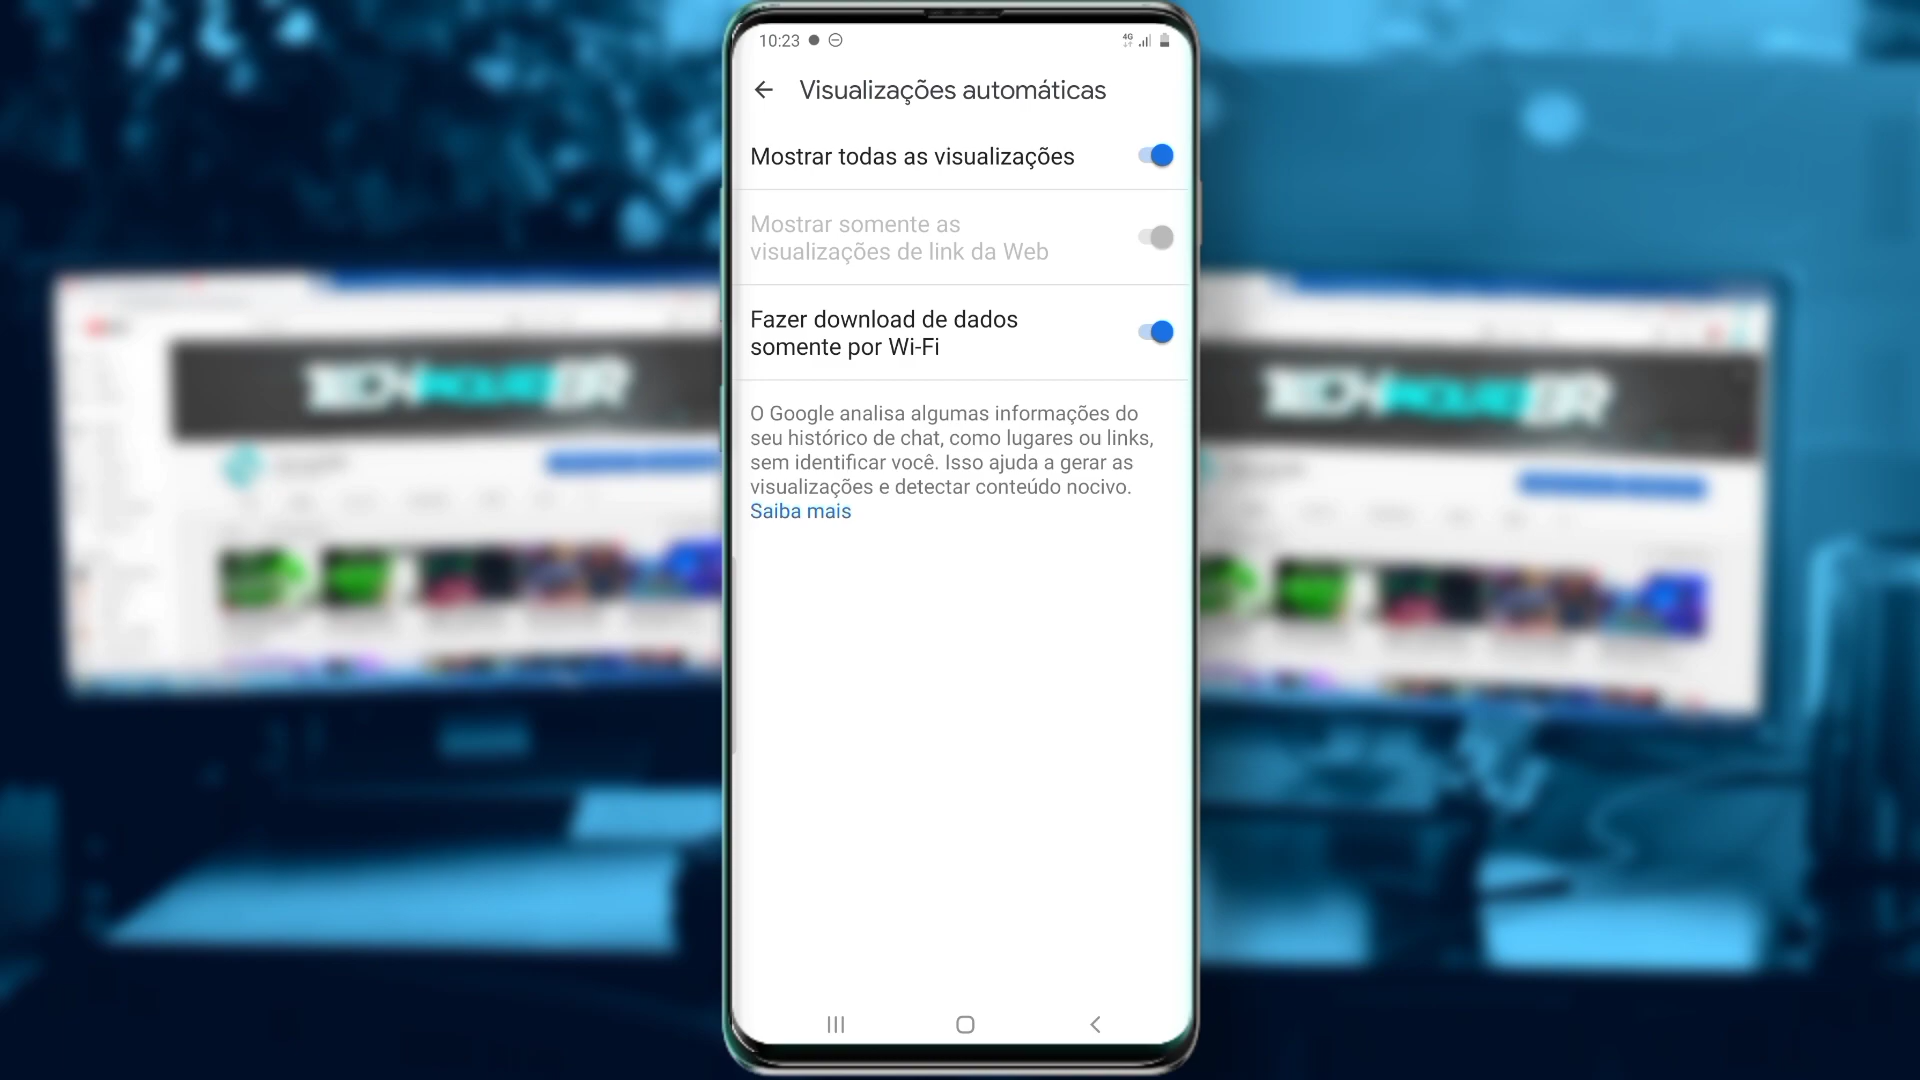 10:23
4G
Visualizações automáticas
Mostrar todas as visualizações
Mostrar somente as
visualizações de link da Web
Fazer download de dados
somente por Wi-Fi
O Google analisa algumas informações do
seu histórico de chat, como lugares ou links,
sem identificar você. Isso ajuda a gerar as
visualizações e detectar conteúdo nocivo.
Saiba mais